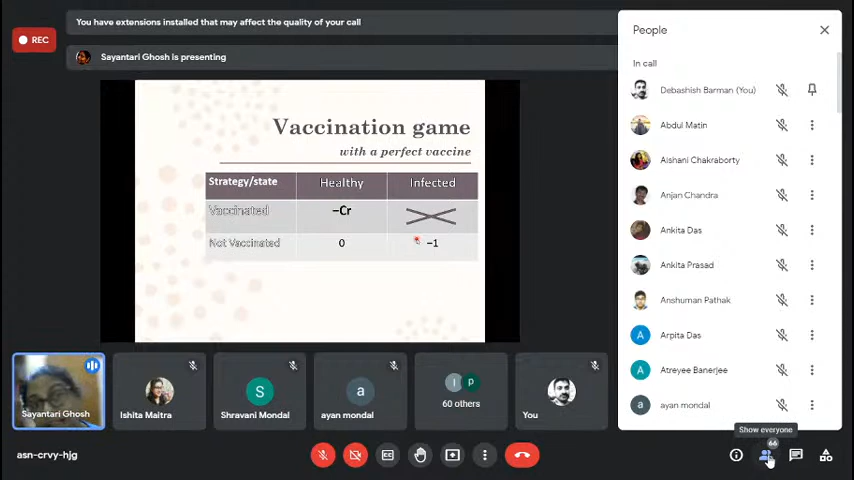 You have extensions installed that may affect the quality of your call
REC
Sayantari Ghosh is presenting
Vaccination game
with a perfect vaccine
Strategy/state Healthy Infected
Vaccinated –Cr
Not Vaccinated 0 –1
Sayantari Ghosh
Ishita Maitra
S
Shravani Mondal
a
ayan mondal
I P
60 others
You
People
In call
Debashish Barman (You)
Abdul Matin
Aishani Chakraborty
Anjan Chandra
Ankita Das
Ankita Prasad
Anshuman Pathak
A Arpita Das
A Atreyee Banerjee
a ayan mondal
Show everyone
66
asn-crvy-hjg